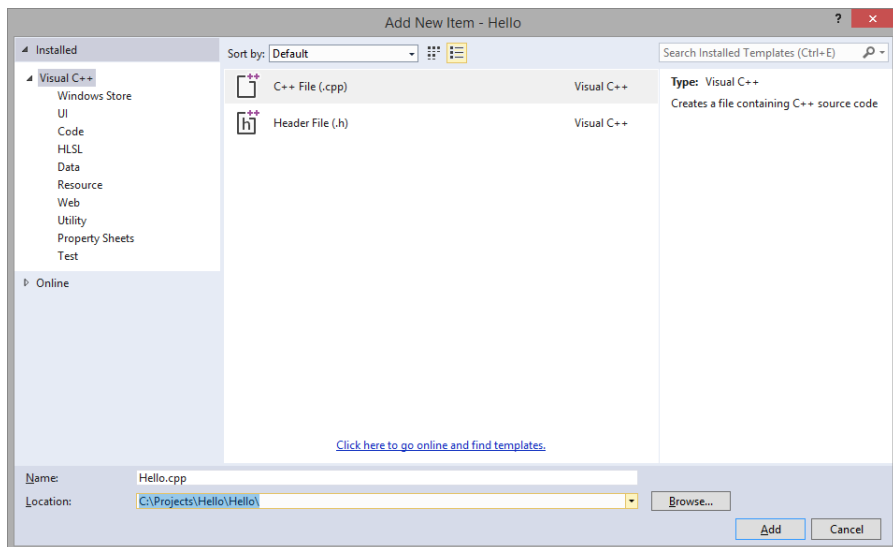 Add New Item - Hello
?
Installed
Sort by: Default
Search Installed Templates (Ctrl+E)
Visual C++
Windows Store
UI
Code
HLSL
Data
Resource
Web
Utility
Property Sheets
Test
Online
C++ File (.cpp) Visual C++
Header File (.h) Visual C++
Type: Visual C++
Creates a file containing C++ source code
Click here to go online and find templates.
Name: Hello.cpp
Location: C:\Projects\Hello\Hello\
Browse...
Add Cancel